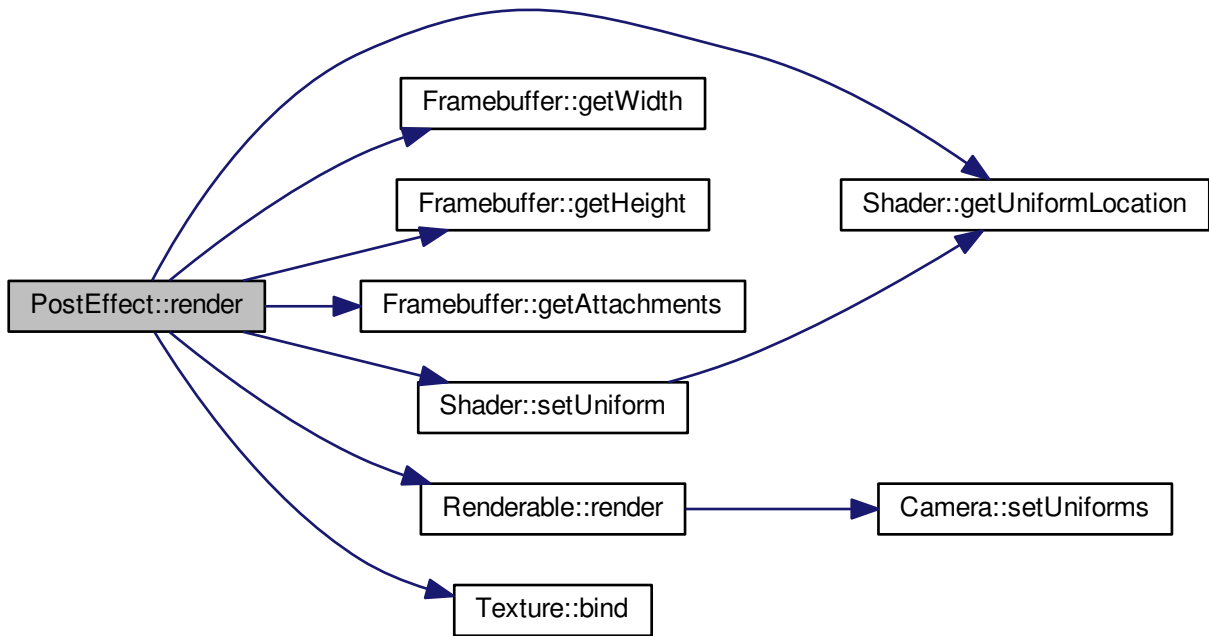 PostEffect::render
Framebuffer::getWidth
Framebuffer::getHeight
Framebuffer::getAttachments
Shader::setUniform
Renderable::render
Texture::bind
Shader::getUniformLocation
Camera::setUniforms